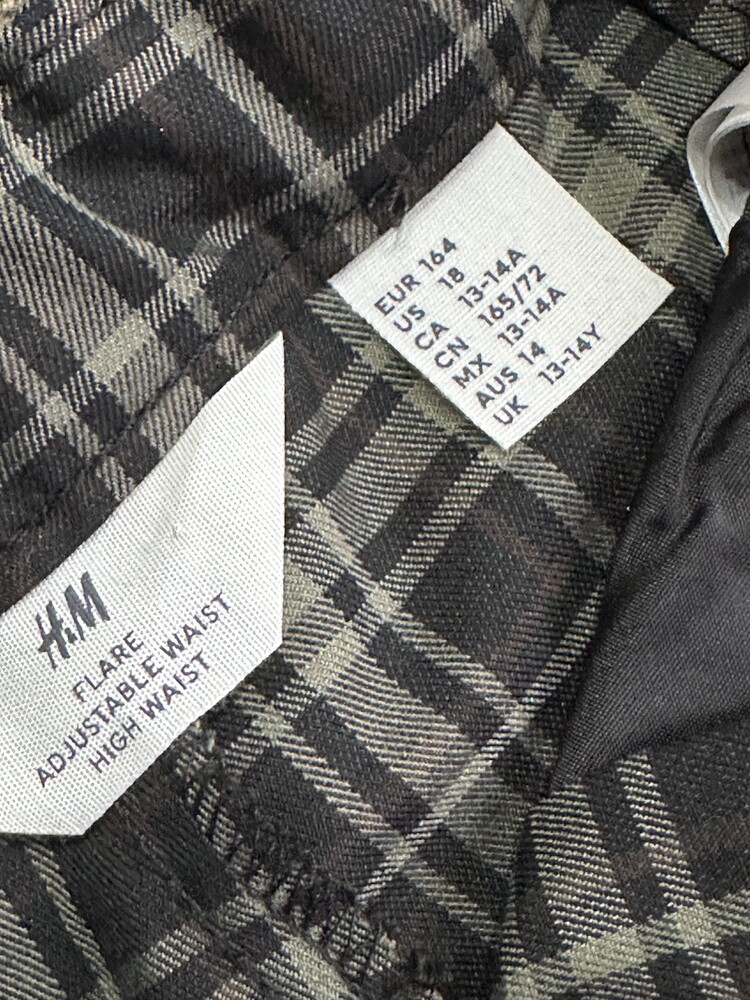 EUR 164
US 18
CA 13-14A
CN 165/72
MX 13-14A
AUS 14
UK 13-14Y
H&M
FLARE
ADJUSTABLE WAIST
HIGH WAIST